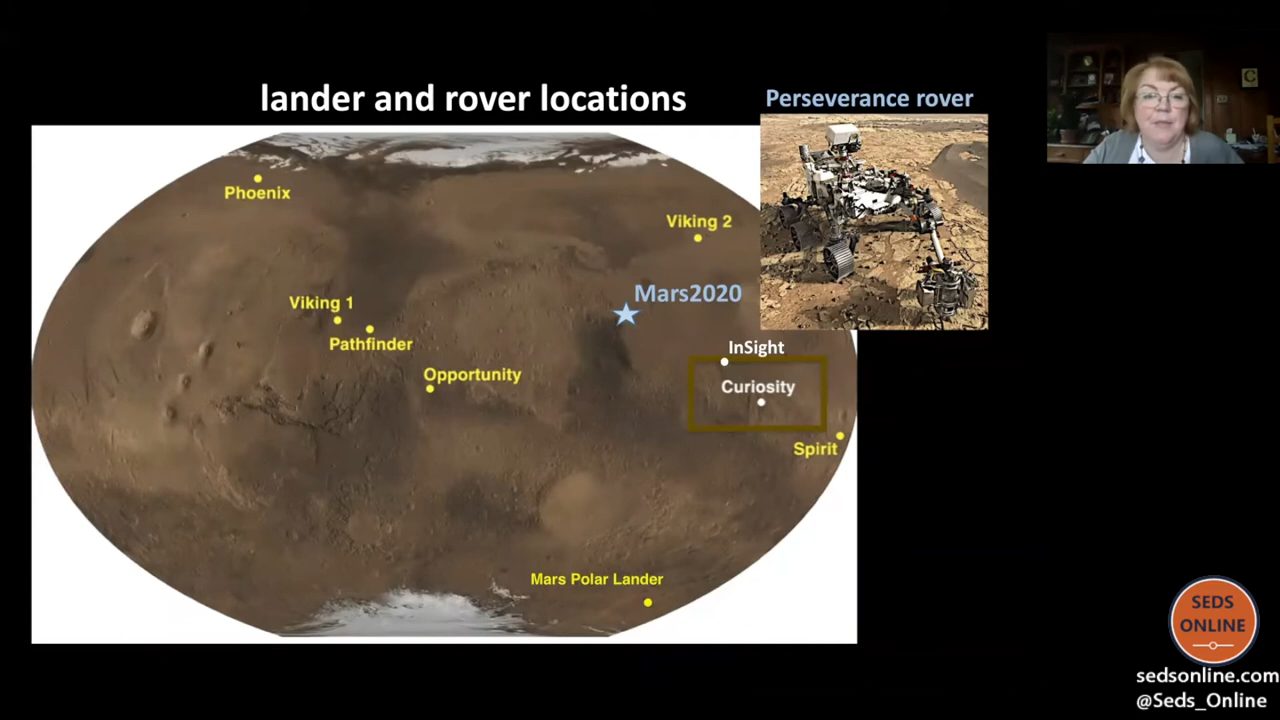 lander and rover locations
Perseverance rover
Phoenix
Viking 2
Mars2020
Viking 1
Pathfinder
InSight
Opportunity
Curiosity
Spirit
Mars Polar Lander
C
SEDS
ONLINE
sedsonline.com
@Seds_Online